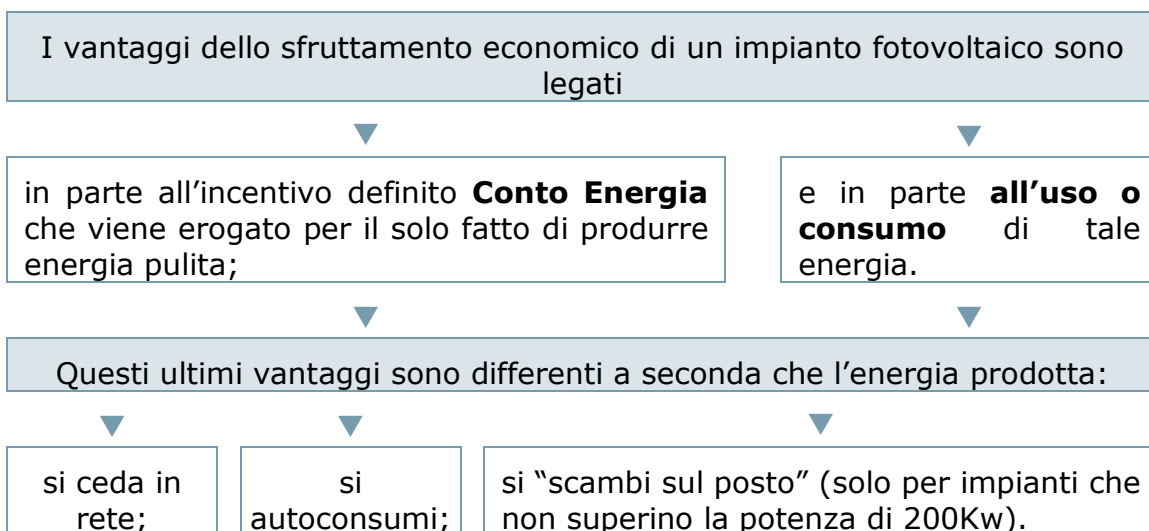 I vantaggi dello sfruttamento economico di un impianto fotovoltaico sono
legati
in parte all’incentivo definito Conto Energia
che viene erogato per il solo fatto di produrre
energia pulita;
e in parte all’uso o
consumo di tale
energia.
Questi ultimi vantaggi sono differenti a seconda che l’energia prodotta:
si ceda in
rete;
si
autoconsumi;
si “scambi sul posto” (solo per impianti che
non superino la potenza di 200Kw).